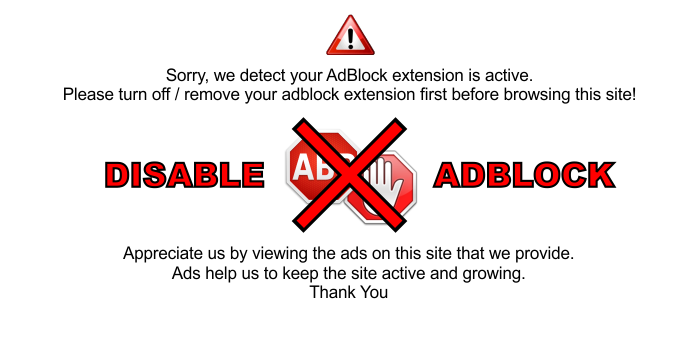 Sorry, we detect your AdBlock extension is active.
Please turn off / remove your adblock extension first before browsing this site!
DISABLE ADBLOCK
Appreciate us by viewing the ads on this site that we provide.
Ads help us to keep the site active and growing.
Thank You